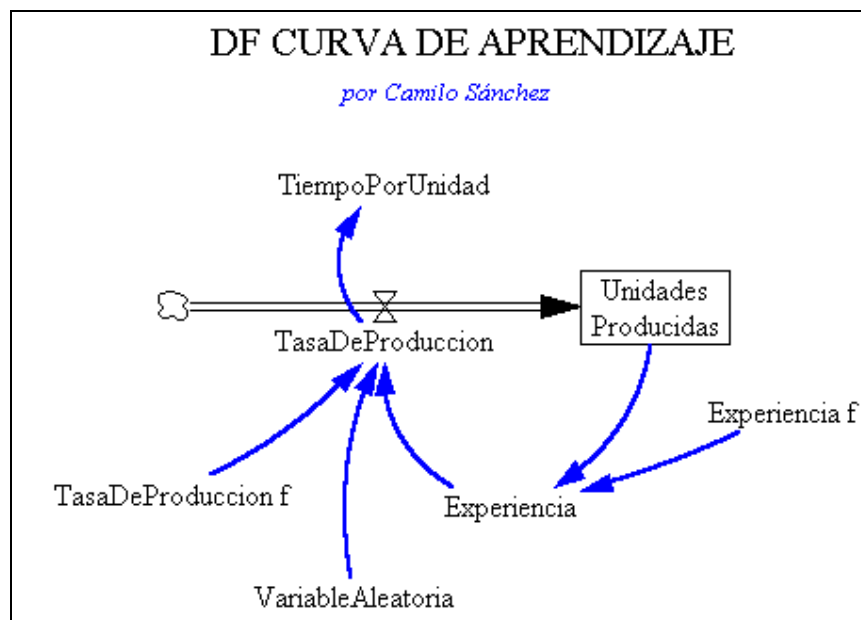 DF CURVA DE APRENDIZAJE
por Camilo Sánchez
TiempoPorUnidad
Unidades
Producidas
TasaDeProduccion
Experiencia f
TasaDeProduccion f
Experiencia
VariableAleatoria